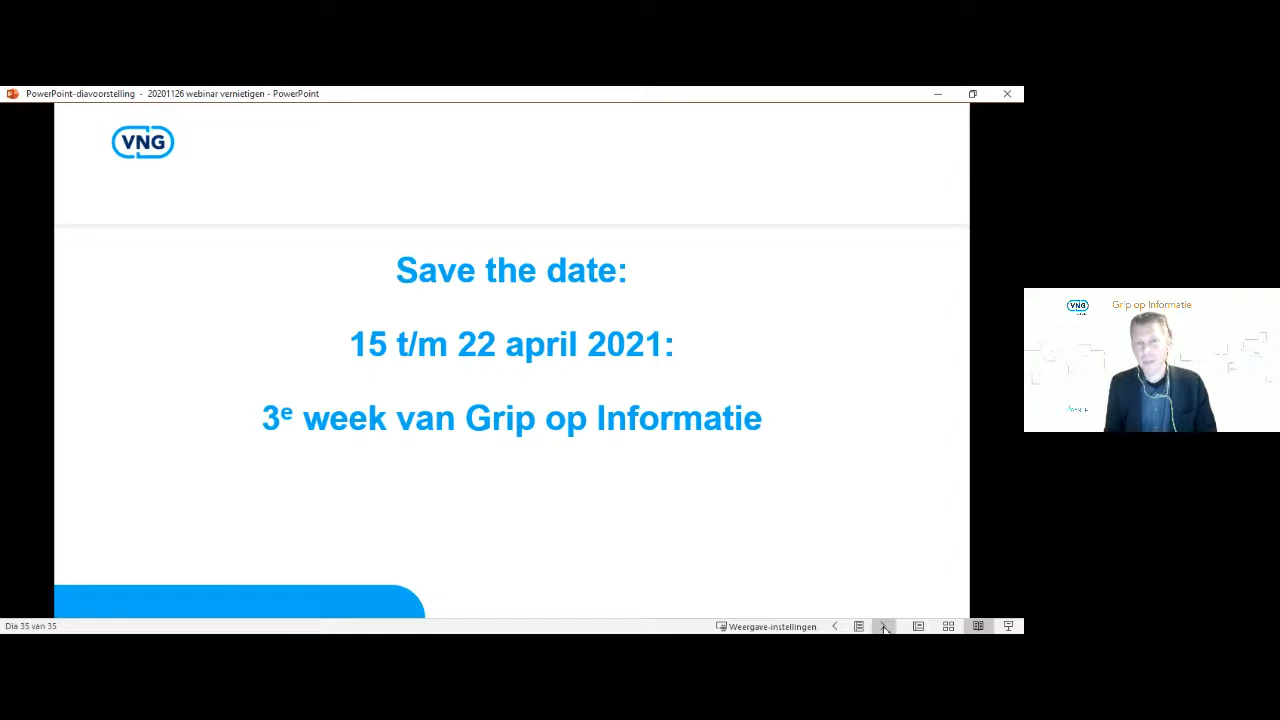 PowerPoint-diavoorstelling - 20201126 webinar vernietigen - PowerPoint
VNG
Save the date:
15 t/m 22 april 2021:
3e week van Grip op Informatie
VNG
Grip op Informatie
Dia 35 van 35
Weergave-instellingen